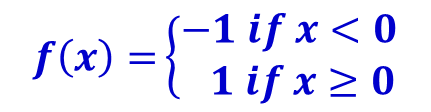 f(x) = {−1 if x < 0
1 if x ≥ 0